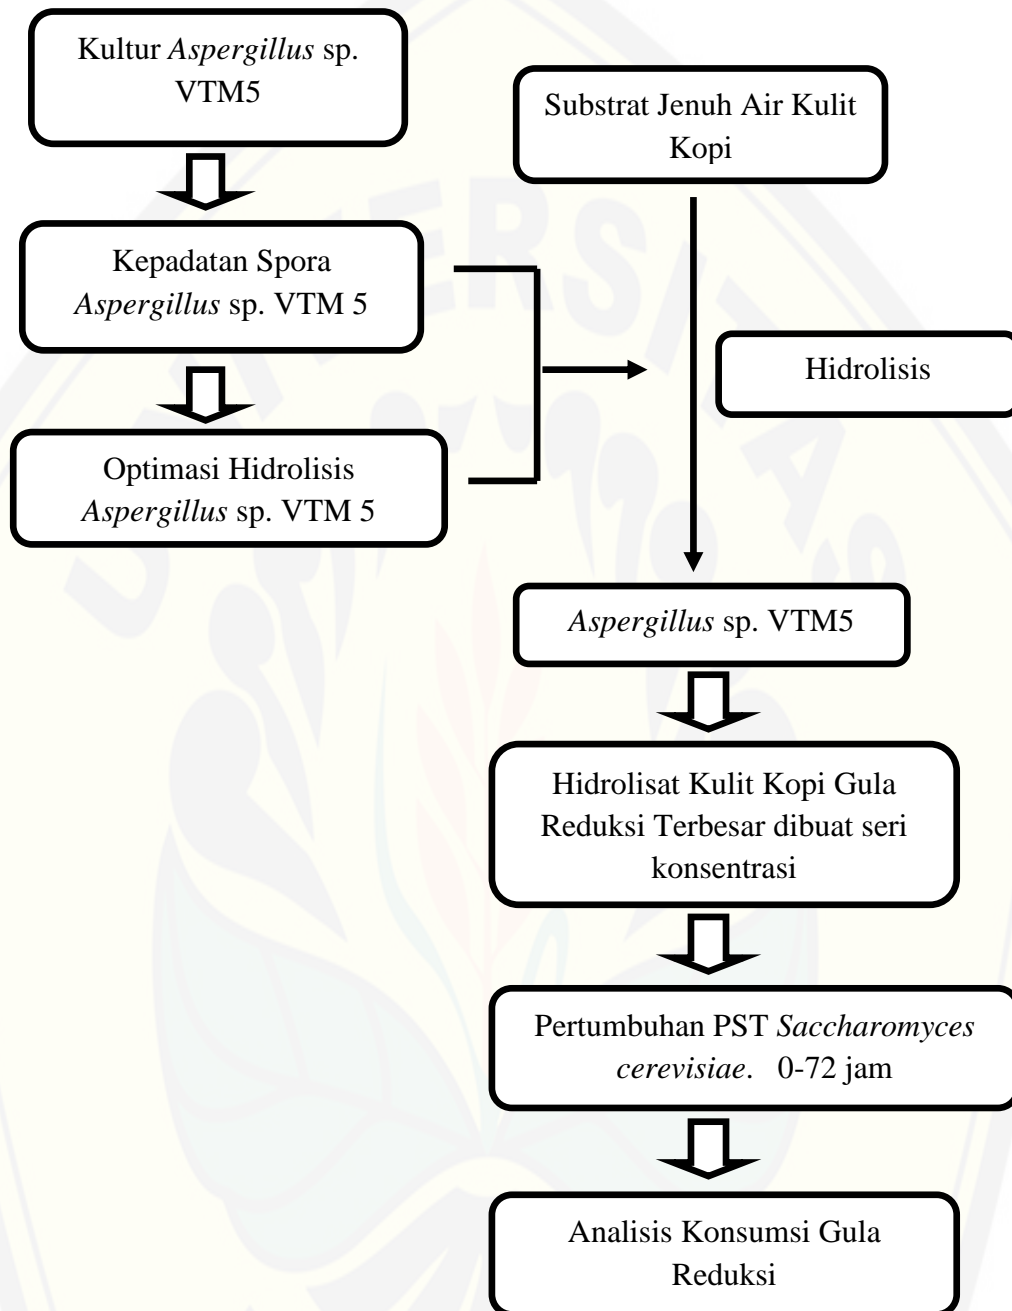 Kultur Aspergillus sp.
VTM5
Substrat Jenuh Air Kulit
Kopi
Kepadatan Spora
Aspergillus sp. VTM 5
Hidrolisis
Optimasi Hidrolisis
Aspergillus sp. VTM 5
Aspergillus sp. VTM5
Hidrolisat Kulit Kopi Gula
Reduksi Terbesar dibuat seri
konsentrasi
Pertumbuhan PST Saccharomyces
cerevisiae.   0-72 jam
Analisis Konsumsi Gula
Reduksi
UNIVERSITAS